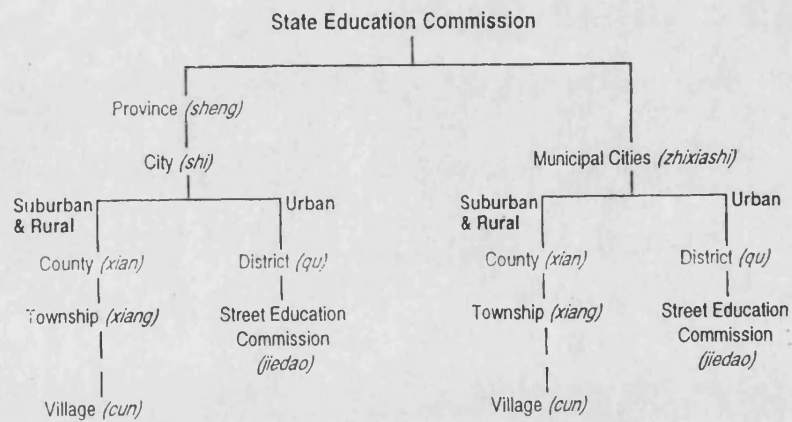 State Education Commission
Province (sheng)
City (shi)
Municipal Cities (zhixiashi)
Suburban
& Rural
Urban
Suburban
& Rural
Urban
County (xian)
District (qu)
County (xian)
District (qu)
Township (xiang)
Street Education
Commission
(jiedao)
Township (xiang)
Street Education
Commission
(jiedao)
Village (cun)
Village (cun)